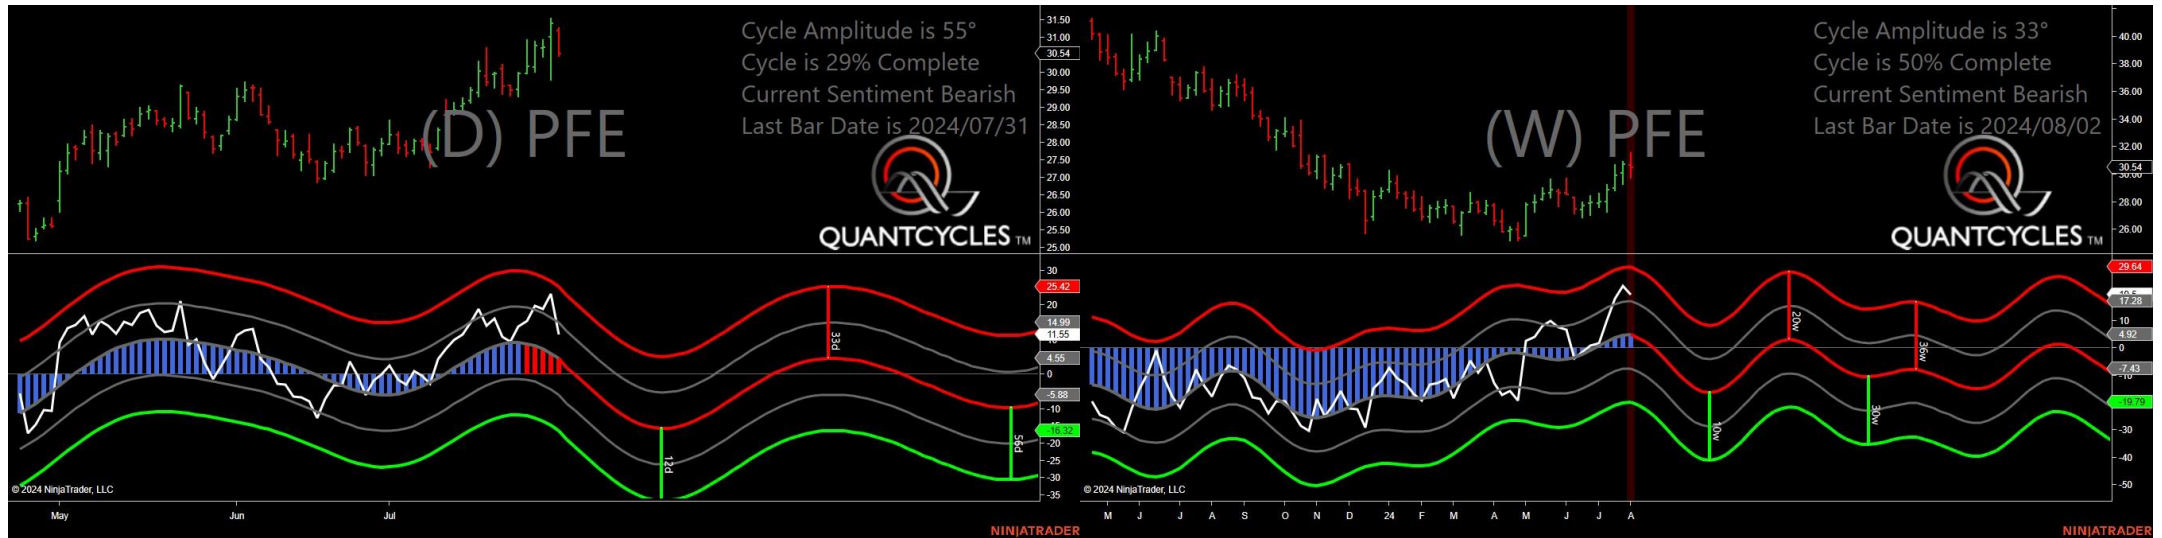 Cycle Amplitude is 55°
Cycle is 29% Complete
Current Sentiment Bearish
Last Bar Date is 2024/07/31
(D) PFE
QUANTCYCLES TM
31.50
31.00
30.54
30.00
29.50
29.00
28.50
28.00
27.50
27.00
26.50
26.00
25.50
25.00
30
25.42
20
14.99
11.55
4.55
0
-5.88
-10
-16.32
-20
-25
-30
-35
12d
33d
56d
© 2024 NinjaTrader, LLC
May
Jun
Jul
NINJATRADER
Cycle Amplitude is 33°
Cycle is 50% Complete
Current Sentiment Bearish
Last Bar Date is 2024/08/02
(W) PFE
QUANTCYCLES TM
40.00
38.00
36.00
34.00
32.00
30.54
30.00
28.00
26.00
29.64
17.28
10
4.92
0
-7.43
-10
-19.79
-30
-40
-50
10w
20w
30w
36w
© 2024 NinjaTrader, LLC
M J J A S O N D 24 F M A M J J A
NINJATRADER